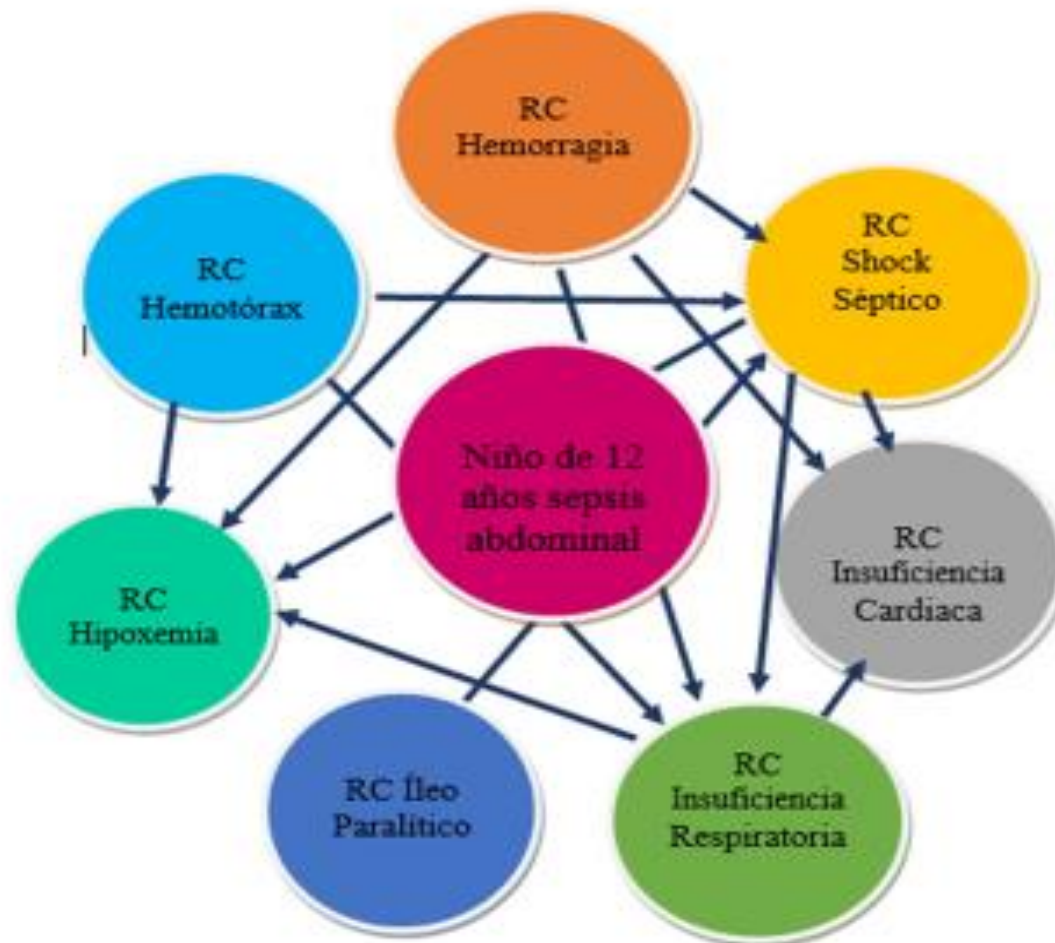 RC
Hemorragia
RC
Hemotórax
RC
Shock
Séptico
Niño de 12
años sepsis
abdominal
RC
Hipoxemia
RC
Insuficiencia
Cardiaca
RC Íleo
Paralítico
RC
Insuficiencia
Respiratoria